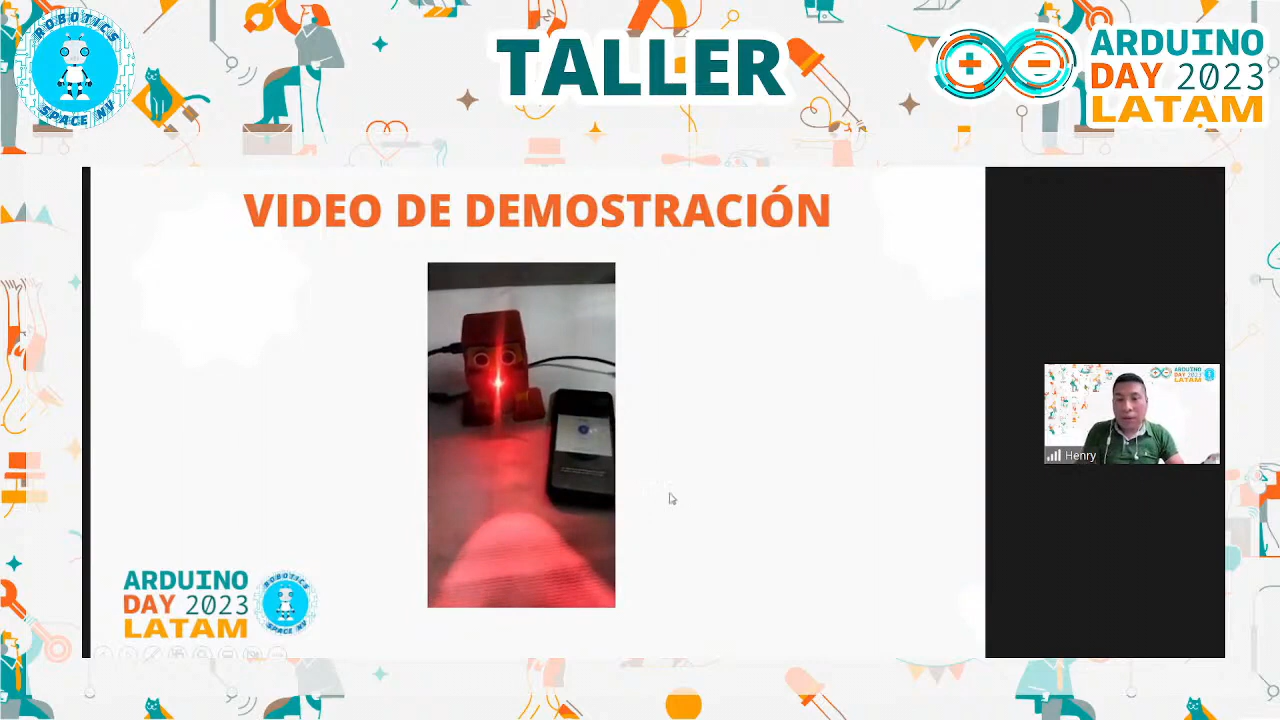 ROBOTICS
SPACE NV
TALLER
ARDUINO
DAY 2023
LATAM
VIDEO DE DEMOSTRACIÓN
ARDUINO
DAY 2023
LATAM
Henry
ARDUINO
DAY 2023
LATAM
ROBOTICS
SPACE NV